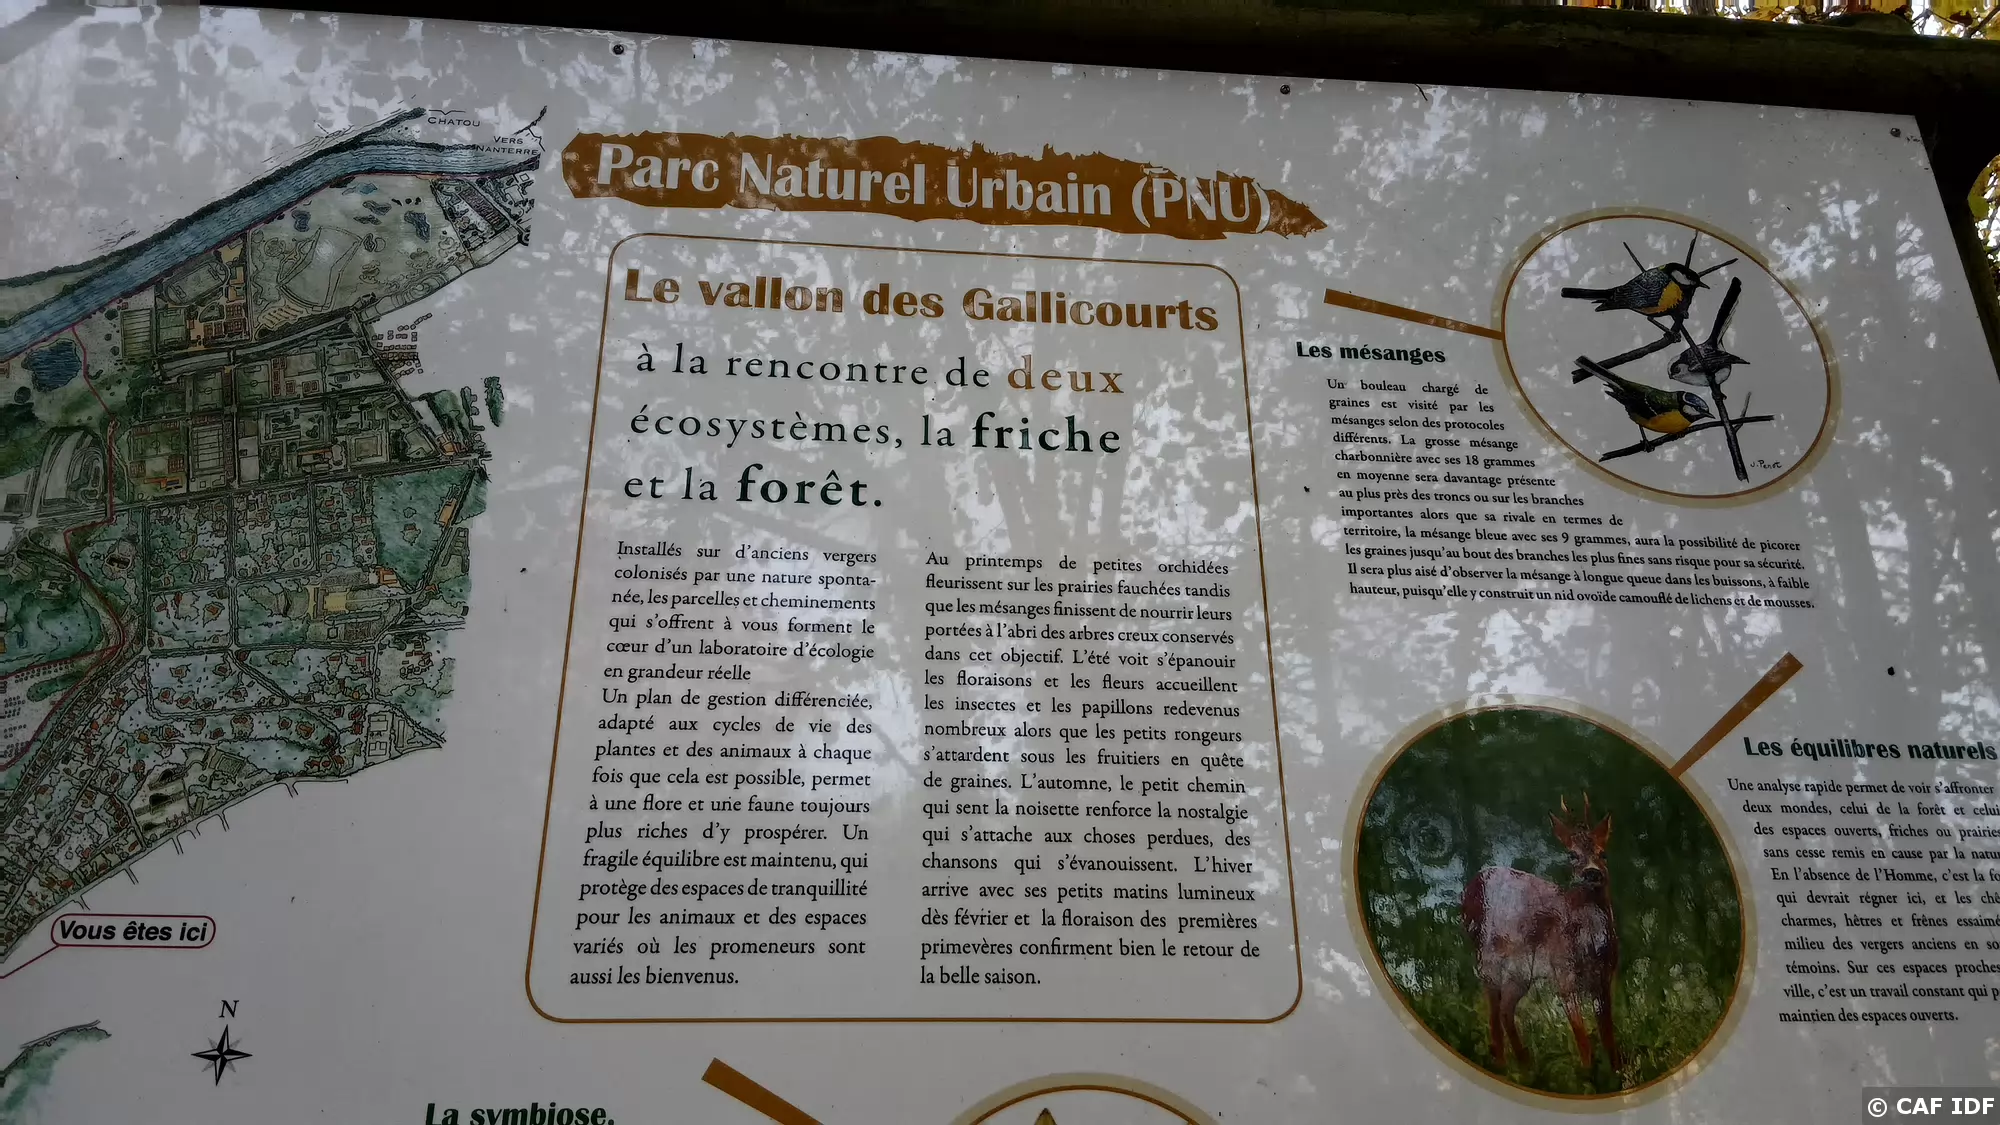 CHATOU
VERS
NANTERRE
Parc Naturel Urbain (PNU)
Le vallon des Gallicourts
à la rencontre de deux
écosystèmes, la friche
et la forêt.
Installés sur d'anciens vergers
colonisés par une nature sponta-
née, les parcelles et cheminements
qui s'offrent à vous forment le
cœur d'un laboratoire d'écologie
en grandeur réelle
Un plan de gestion différenciée,
adapté aux cycles de vie des
plantes et des animaux à chaque
fois que cela est possible, permet
à une flore et une faune toujours
plus riches d'y prospérer. Un
fragile équilibre est maintenu, qui
protège des espaces de tranquillité
pour les animaux et des espaces
variés où les promeneurs sont
aussi les bienvenus.
Au printemps de petites orchidées
fleurissent sur les prairies fauchées tandis
que les mésanges finissent de nourrir leurs
portées à l'abri des arbres creux conservés
dans cet objectif. L'été voit s'épanouir
les floraisons et les fleurs accueillent
les insectes et les papillons redevenus
nombreux alors que les petits rongeurs
s'attardent sous les fruitiers en quête
de graines. L'automne, le petit chemin
qui sent la noisette renforce la nostalgie
qui s'attache aux choses perdues, des
chansons qui s'évanouissent. L'hiver
arrive avec ses petits matins lumineux
dès février et la floraison des premières
primevères confirment bien le retour de
la belle saison.
Les mésanges
Un bouleau chargé de
graines est visité par les
mésanges selon des protocoles
différents. La grosse mésange
charbonnière avec ses 18 grammes
en moyenne sera davantage présente
au plus près des troncs ou sur les branches
importantes alors que sa rivale en termes de
territoire, la mésange bleue avec ses 9 grammes, aura la possibilité de picorer
les graines jusqu'au bout des branches les plus fines sans risque pour sa sécurité.
Il sera plus aisé d'observer la mésange à longue queue dans les buissons, à faible
hauteur, puisqu'elle y construit un nid ovoïde camouflé de lichens et de mousses.
Les équilibres naturels
Une analyse rapide permet de voir s'affronter
deux mondes, celui de la forêt et celui
des espaces ouverts, friches ou prairies
sans cesse remis en cause par la natur
En l'absence de l'Homme, c'est la fo
qui devrait régner ici, et les chê
charmes, hêtres et frênes essaimé
milieu des vergers anciens en so
témoins. Sur ces espaces proches
ville, c'est un travail constant qui p
maintien des espaces ouverts.
Vous êtes ici
N
La symbiose,
© CAF IDF